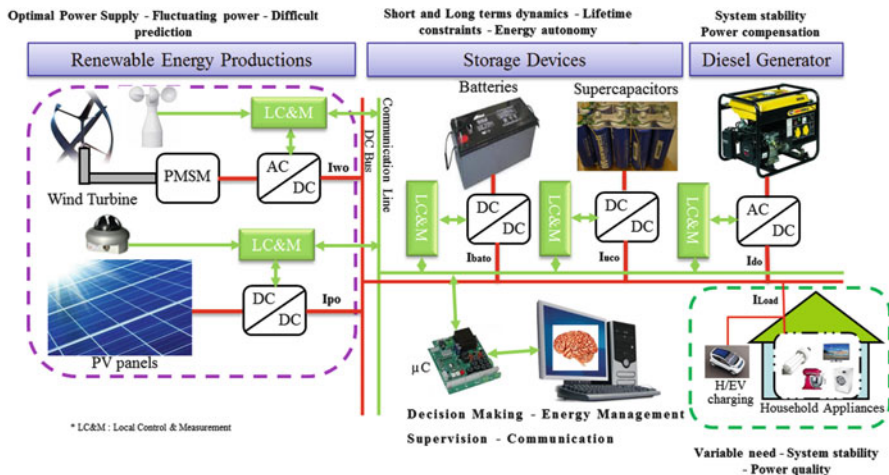 Optimal Power Supply - Fluctuating power - Difficult
prediction
Short and Long terms dynamics - Lifetime
constraints - Energy autonomy
System stability
Power compensation
Renewable Energy Productions
Storage Devices
Diesel Generator
Batteries
Supercapacitors
LC&M
Communication Line
DC Bus
PMSM
AC
DC
Iwo
Wind Turbine
LC&M
DC
DC
Ipo
PV panels
LC&M
DC
DC
Ibato
LC&M
DC
DC
Iuco
LC&M
AC
DC
Ido
ILoad
µC
H/EV
charging
Household Appliances
Decision Making - Energy Management
Supervision - Communication
* LC&M : Local Control & Measurement
Variable need - System stability
- Power quality